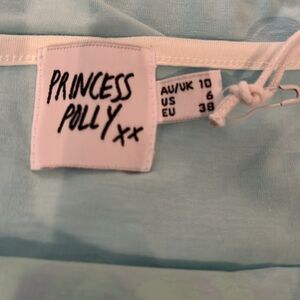 PRINCESS
POLLY xx
AU/UK 10
US 6
EU 38